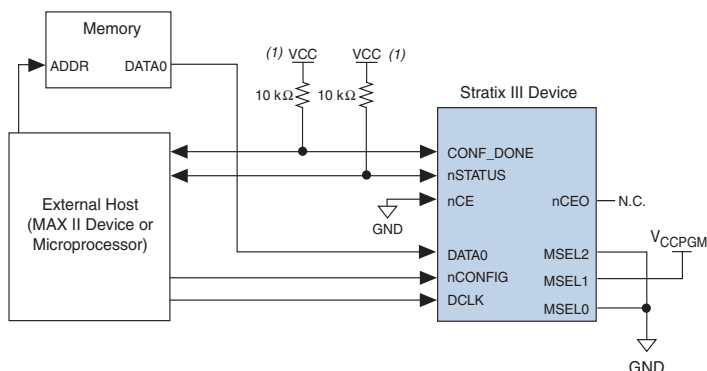 Memory
ADDR DATA0
(1) VCC VCC (1)
10 kΩ 10 kΩ
Stratix III Device
External Host
(MAX II Device or
Microprocessor)
CONF_DONE
nSTATUS
nCE
GND
DATA0
nCONFIG
DCLK
nCEO N.C.
VCCPGM
MSEL2
MSEL1
MSEL0
GND